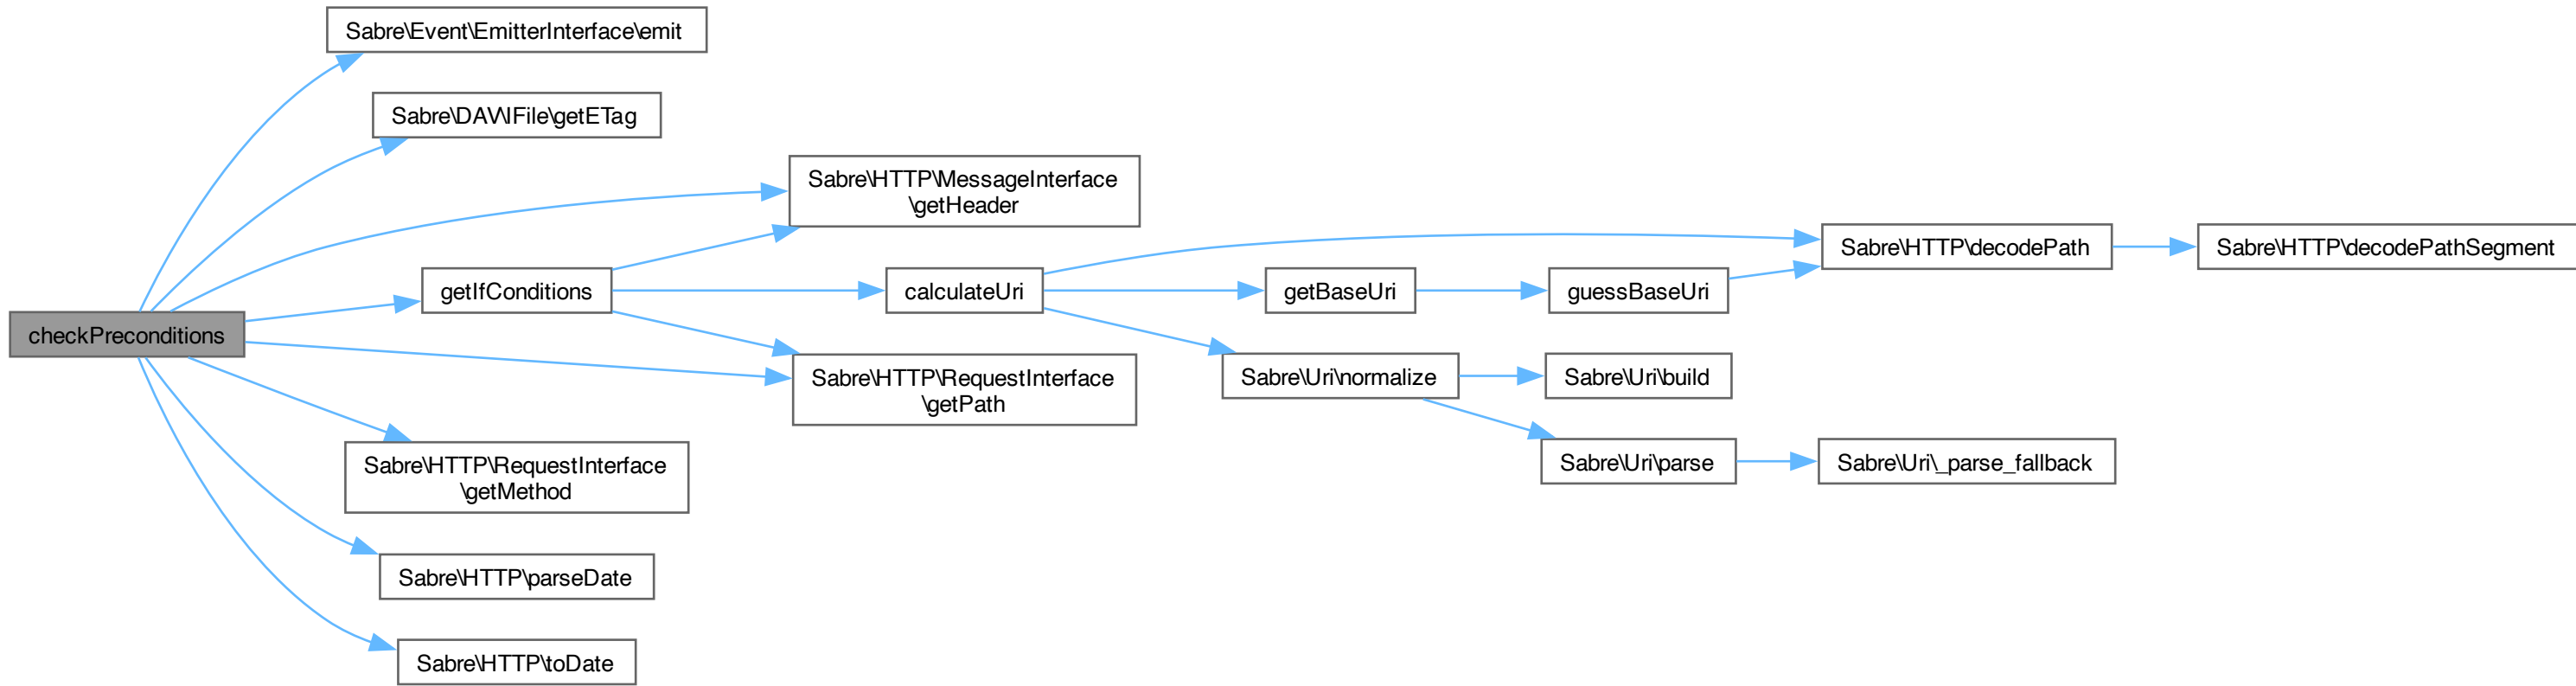 Sabre\Event\EmitterInterface\emit
Sabre\DAV\IFile\getETag
Sabre\HTTP\MessageInterface
\getHeader
Sabre\HTTP\decodePath
Sabre\HTTP\decodePathSegment
getIfConditions
calculateUri
getBaseUri
guessBaseUri
checkPreconditions
Sabre\HTTP\RequestInterface
\getPath
Sabre\Uri\normalize
Sabre\Uri\build
Sabre\HTTP\RequestInterface
\getMethod
Sabre\Uri\parse
Sabre\Uri\_parse_fallback
Sabre\HTTP\parseDate
Sabre\HTTP\toDate